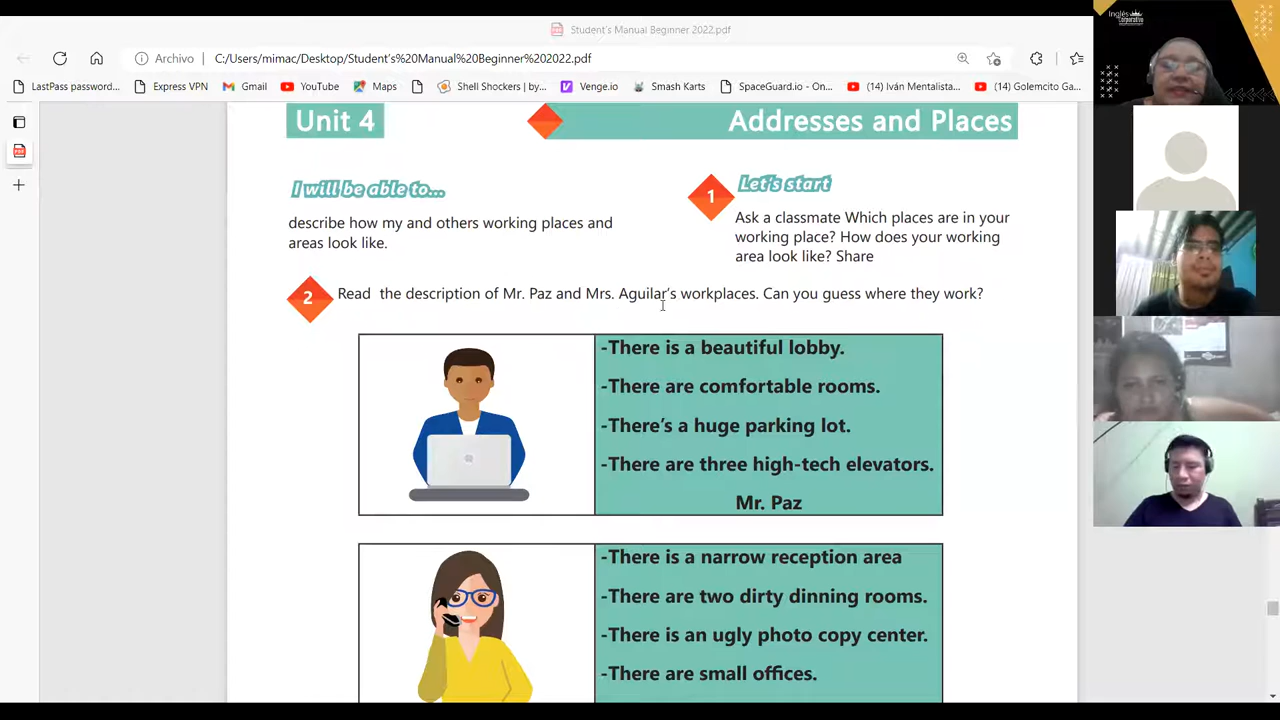 Student's Manual Beginner 2022.pdf
Archivo
C:/Users/mimac/Desktop/Student's%20Manual%20Beginner%202022.pdf
LastPass password...
Express VPN
Gmail
YouTube
Maps
Shell Shockers | by...
Venge.io
Smash Karts
SpaceGuard.io - On...
(14) Iván Mentalista...
(14) Golemcito Ga...
Inglés
Corporativo
Unit 4
Addresses and Places
I will be able to...
describe how my and others working places and
areas look like.
1
Let's start
Ask a classmate Which places are in your
working place? How does your working
area look like? Share
2
Read the description of Mr. Paz and Mrs. Aguilar's workplaces. Can you guess where they work?
-There is a beautiful lobby.
-There are comfortable rooms.
-There's a huge parking lot.
-There are three high-tech elevators.
Mr. Paz
-There is a narrow reception area
-There are two dirty dinning rooms.
-There is an ugly photo copy center.
-There are small offices.